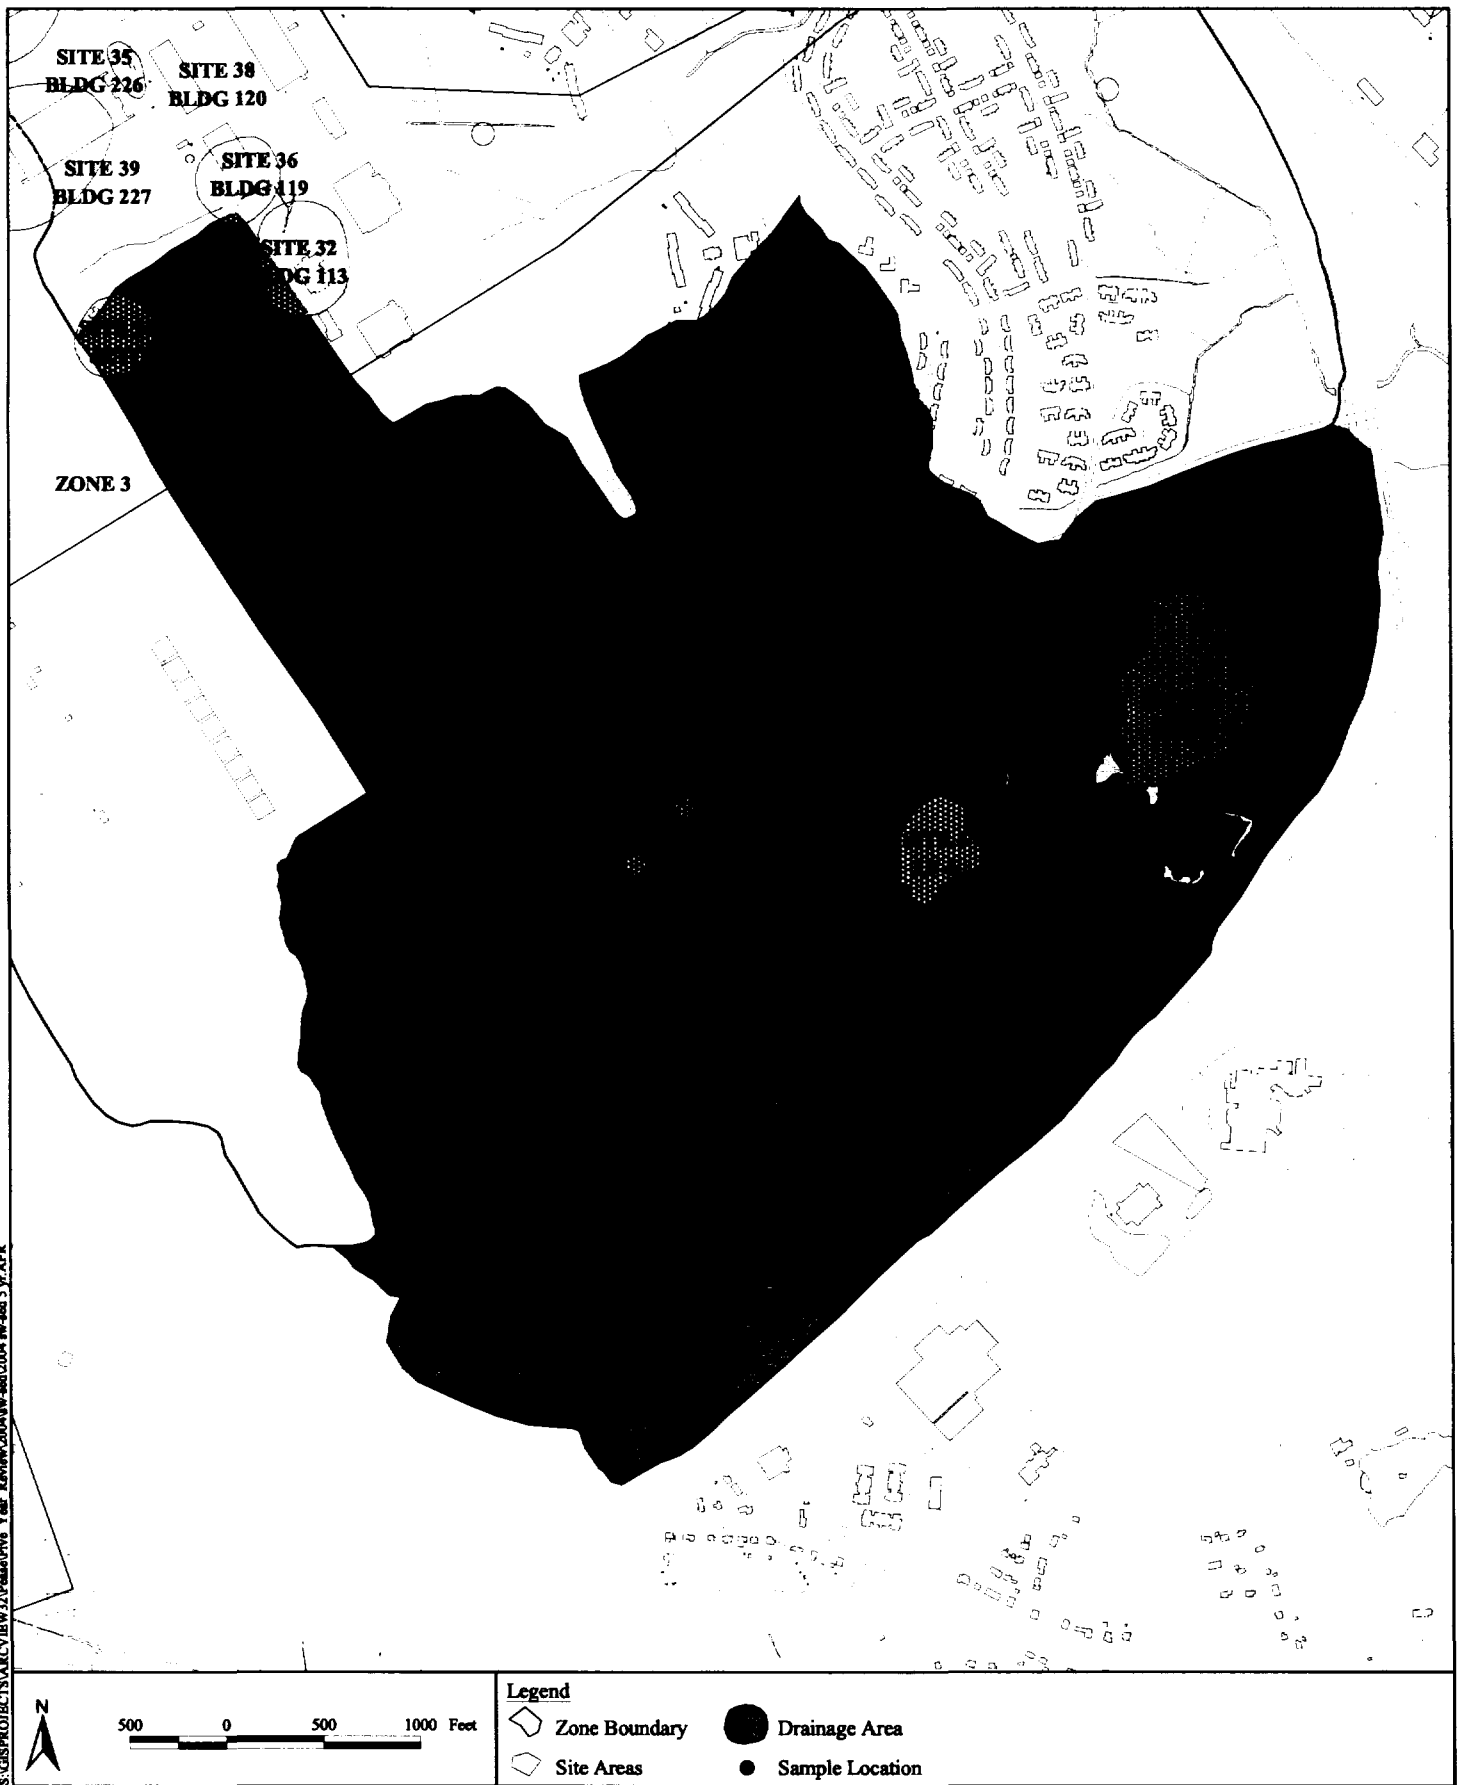 SITE 35
BLDG 226
SITE 38
BLDG 120
SITE 39
BLDG 227
SITE 36
BLDG 119
SITE 32
DG 113
ZONE 3
N
500 0 500 1000 Feet
Legend
Zone Boundary
Drainage Area
Site Areas
Sample Location